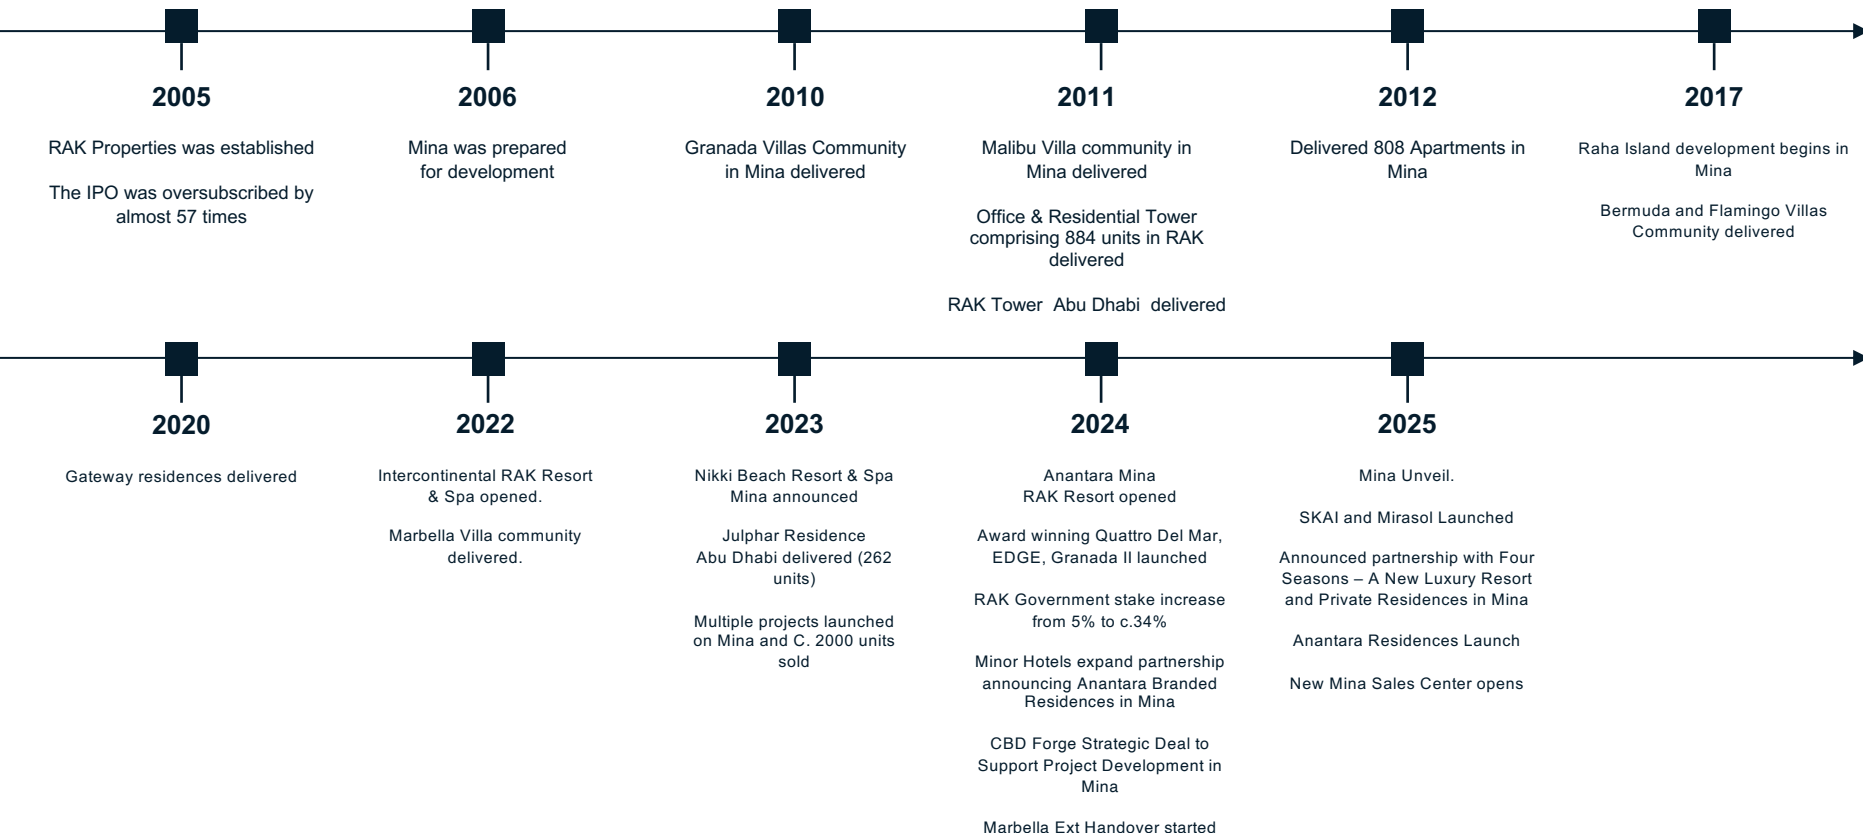 2005
RAK Properties was established
The IPO was oversubscribed by
almost 57 times
2006
Mina was prepared
for development
2010
Granada Villas Community
in Mina delivered
2011
Malibu Villa community in
Mina delivered
Office & Residential Tower
comprising 884 units in RAK
delivered
RAK Tower Abu Dhabi delivered
2012
Delivered 808 Apartments in
Mina
2017
Raha Island development begins in
Mina
Bermuda and Flamingo Villas
Community delivered
2020
Gateway residences delivered
2022
Intercontinental RAK Resort
& Spa opened.
Marbella Villa community
delivered.
2023
Nikki Beach Resort & Spa
Mina announced
Julphar Residence
Abu Dhabi delivered (262
units)
Multiple projects launched
on Mina and C. 2000 units
sold
2024
Anantara Mina
RAK Resort opened
Award winning Quattro Del Mar,
EDGE, Granada II launched
RAK Government stake increase
from 5% to c.34%
Minor Hotels expand partnership
announcing Anantara Branded
Residences in Mina
CBD Forge Strategic Deal to
Support Project Development in
Mina
Marbella Ext Handover started
2025
Mina Unveil.
SKAI and Mirasol Launched
Announced partnership with Four
Seasons – A New Luxury Resort
and Private Residences in Mina
Anantara Residences Launch
New Mina Sales Center opens